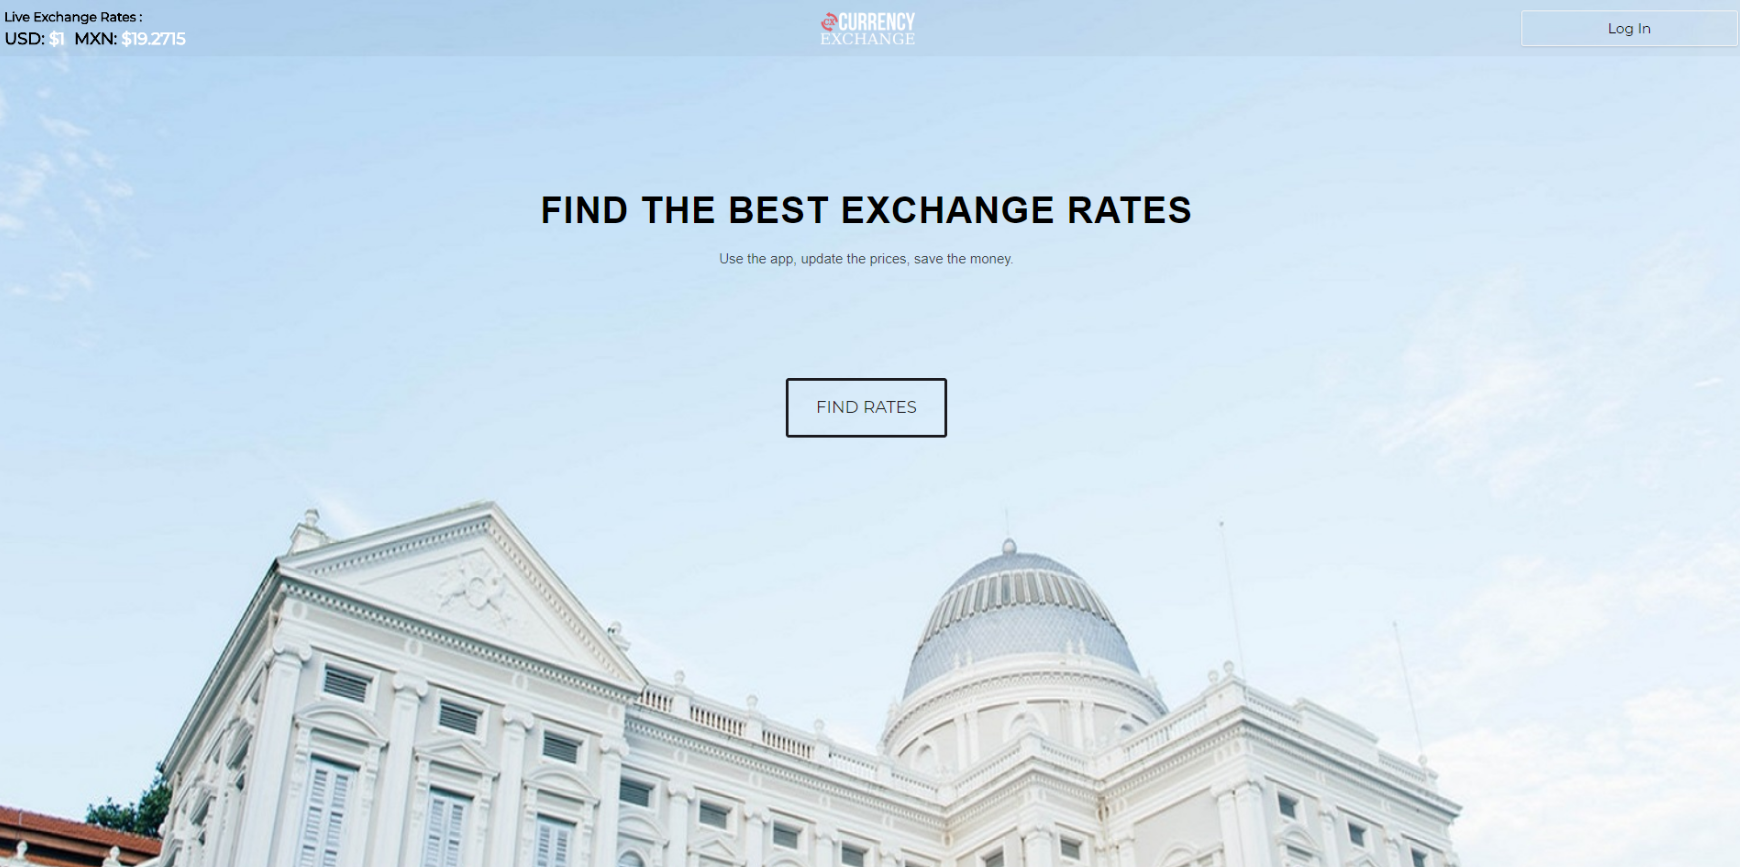 Live Exchange Rates :
USD: $1 MXN: $19.2715
CURRENCY
EXCHANGE
Log In
FIND THE BEST EXCHANGE RATES
Use the app, update the prices, save the money.
FIND RATES